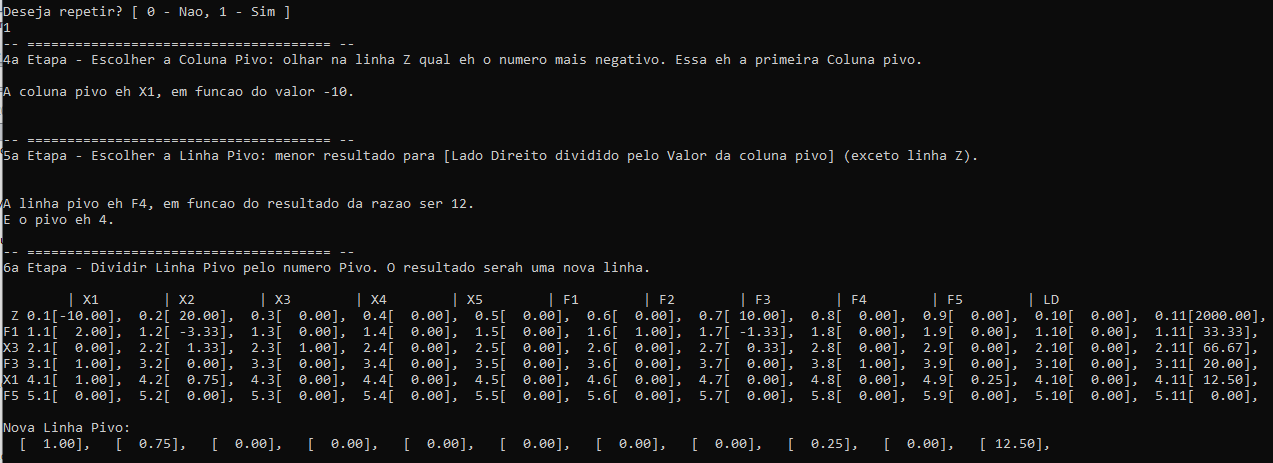 Deseja repetir? [ 0 - Nao, 1 - Sim ]
1
-- ====================================== --
4a Etapa - Escolher a Coluna Pivo: olhar na linha Z qual eh o numero mais negativo. Essa eh a primeira Coluna pivo.
A coluna pivo eh X1, em funcao do valor -10.
-- ====================================== --
5a Etapa - Escolher a Linha Pivo: menor resultado para [Lado Direito dividido pelo Valor da coluna pivo] (exceto linha Z).
A linha pivo eh F4, em funcao do resultado da razao ser 12.
E o pivo eh 4.
-- ====================================== --
6a Etapa - Dividir Linha Pivo pelo numero Pivo. O resultado serah uma nova linha.
| X1 | X2 | X3 | X4 | X5 | F1 | F2 | F3 | F4 | F5 | LD
Z 0.1[-10.00], 0.2[ 20.00], 0.3[  0.00], 0.4[  0.00], 0.5[  0.00], 0.6[  0.00], 0.7[ 10.00], 0.8[  0.00], 0.9[  0.00], 0.10[  0.00], 0.11[2000.00],
F1 1.1[  2.00], 1.2[ -3.33], 1.3[  0.00], 1.4[  0.00], 1.5[  0.00], 1.6[  1.00], 1.7[ -1.33], 1.8[  0.00], 1.9[  0.00], 1.10[  0.00], 1.11[ 33.33],
X3 2.1[  0.00], 2.2[  1.33], 2.3[  1.00], 2.4[  0.00], 2.5[  0.00], 2.6[  0.00], 2.7[  0.33], 2.8[  0.00], 2.9[  0.00], 2.10[  0.00], 2.11[ 66.67],
F3 3.1[  1.00], 3.2[  0.00], 3.3[  0.00], 3.4[  0.00], 3.5[  0.00], 3.6[  0.00], 3.7[  0.00], 3.8[  1.00], 3.9[  0.00], 3.10[  0.00], 3.11[ 20.00],
X1 4.1[  1.00], 4.2[  0.75], 4.3[  0.00], 4.4[  0.00], 4.5[  0.00], 4.6[  0.00], 4.7[  0.00], 4.8[  0.00], 4.9[  0.25], 4.10[  0.00], 4.11[ 12.50],
F5 5.1[  0.00], 5.2[  0.00], 5.3[  0.00], 5.4[  0.00], 5.5[  0.00], 5.6[  0.00], 5.7[  0.00], 5.8[  0.00], 5.9[  0.00], 5.10[  0.00], 5.11[  0.00],
Nova Linha Pivo:
[  1.00], [  0.75], [  0.00], [  0.00], [  0.00], [  0.00], [  0.00], [  0.00], [  0.25], [  0.00], [ 12.50],